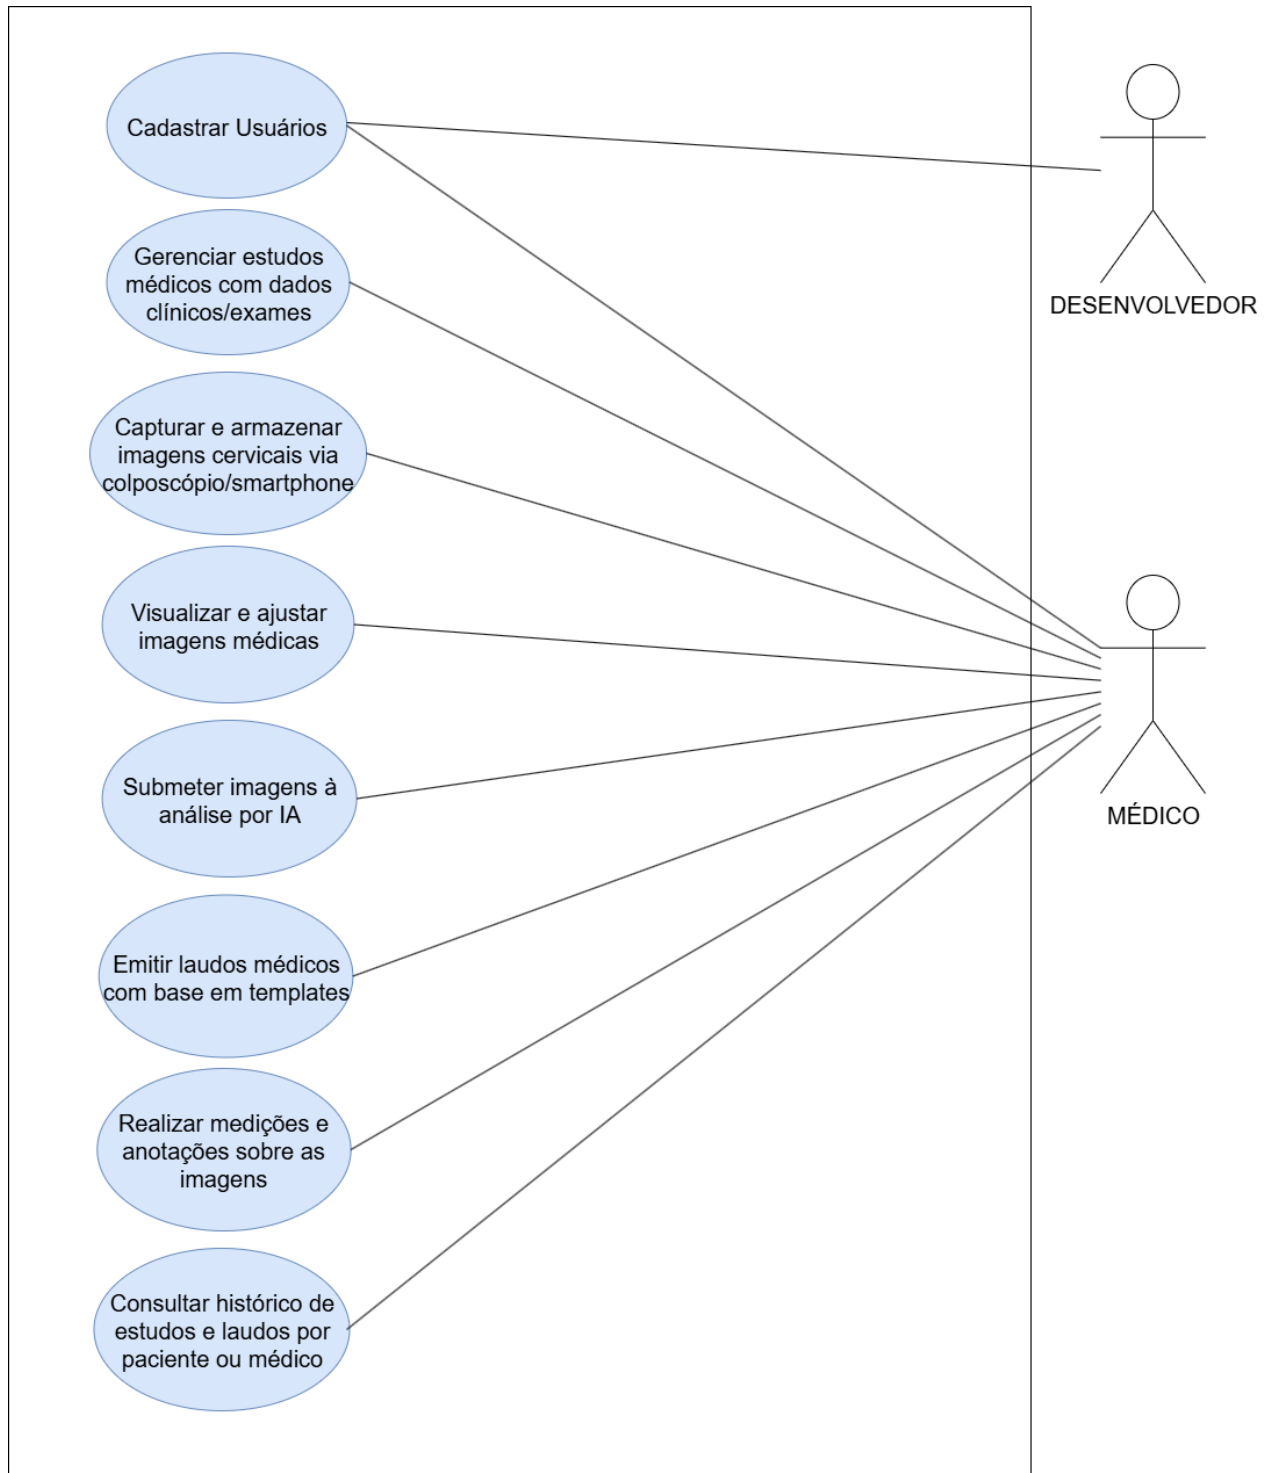 Cadastrar Usuários
Gerenciar estudos
médicos com dados
clínicos/exames
Capturar e armazenar
imagens cervicais via
colposcópio/smartphone
Visualizar e ajustar
imagens médicas
Submeter imagens à
análise por IA
Emitir laudos médicos
com base em templates
Realizar medições e
anotações sobre as
imagens
Consultar histórico de
estudos e laudos por
paciente ou médico
DESENVOLVEDOR
MÉDICO